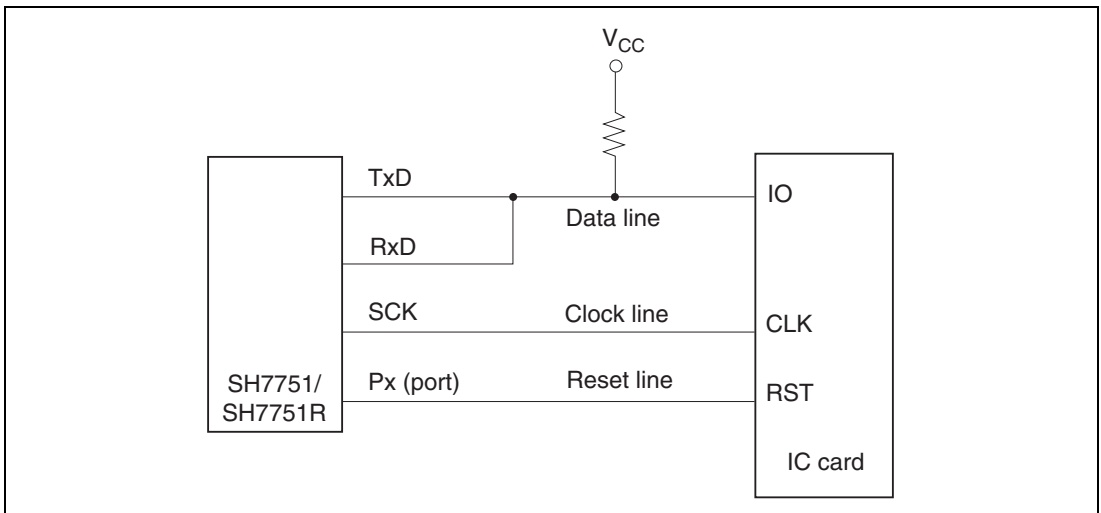 VCC
TxD
IO
Data line
RxD
SCK
Clock line
CLK
Px (port)
Reset line
RST
SH7751/
SH7751R
IC card